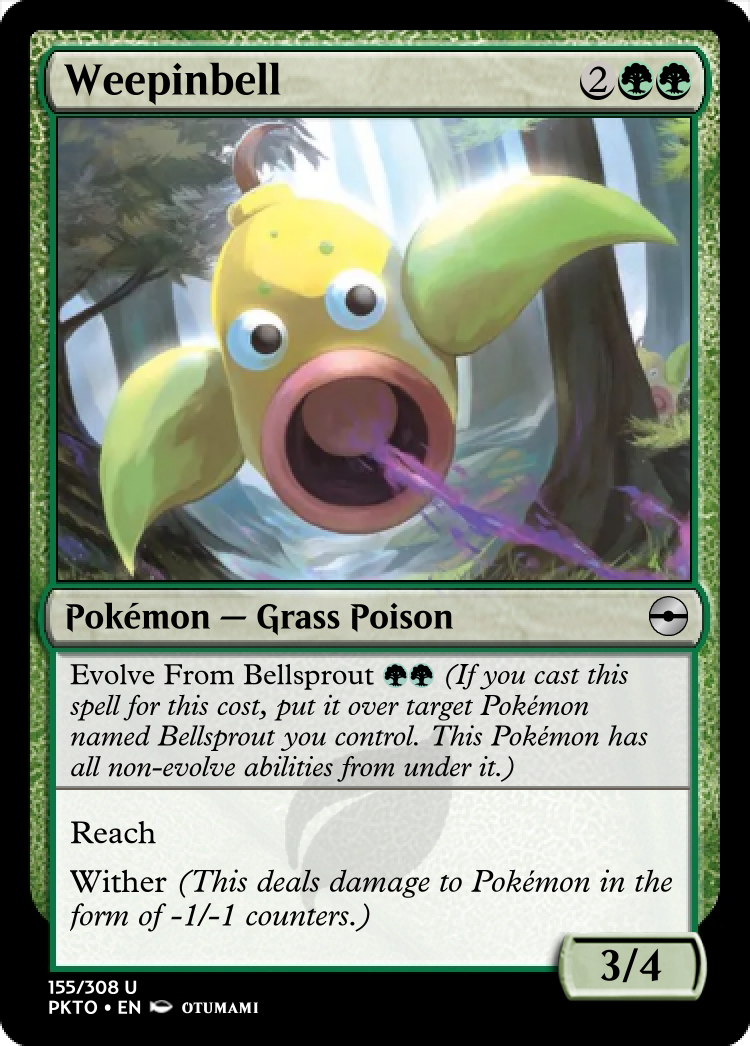 Weepinbell 2
Pokémon — Grass Poison
Evolve From Bellsprout (If you cast this
spell for this cost, put it over target Pokémon
named Bellsprout you control. This Pokémon has
all non-evolve abilities from under it.)
Reach
Wither (This deals damage to Pokémon in the
form of -1/-1 counters.)
3/4
155/308 U
PKTO • EN OTUMAMI